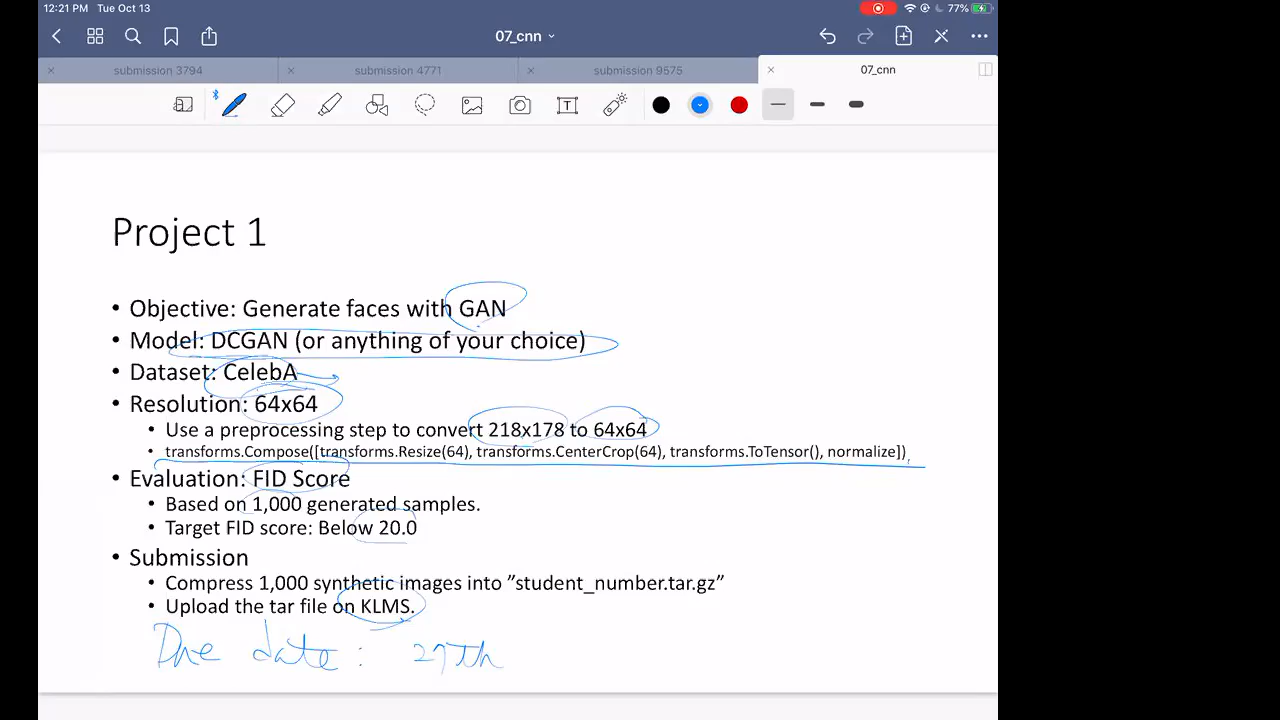 12:21 PM Tue Oct 13
77%
07_cnn
submission 3794
submission 4771
submission 9575
07_cnn
Project 1
• Objective: Generate faces with GAN
• Model: DCGAN (or anything of your choice)
• Dataset: CelebA
• Resolution: 64x64
• Use a preprocessing step to convert 218x178 to 64x64
• transforms.Compose([transforms.Resize(64), transforms.CenterCrop(64), transforms.ToTensor(), normalize])
• Evaluation: FID Score
• Based on 1,000 generated samples.
• Target FID score: Below 20.0
• Submission
• Compress 1,000 synthetic images into ”student_number.tar.gz”
• Upload the tar file on KLMS.
Due date: 27th